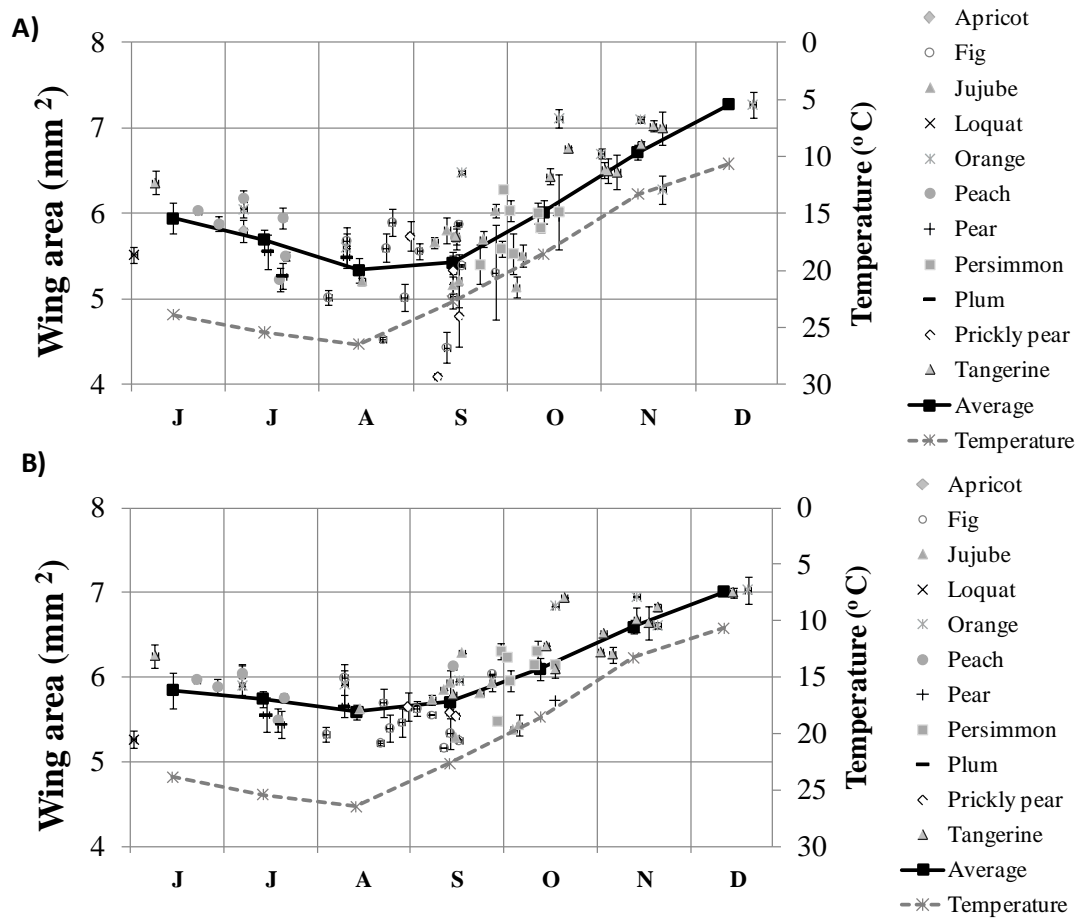 A)
Wing area (mm 2)
8
7
6
5
4
J J A S O N D
0
5
10
15
20
25
30
Temperature (o C)
Apricot
Fig
Jujube
Loquat
Orange
Peach
Pear
Persimmon
Plum
Prickly pear
Tangerine
Average
Temperature
B)
Wing area (mm 2)
8
7
6
5
4
J J A S O N D
0
5
10
15
20
25
30
Temperature (o C)
Apricot
Fig
Jujube
Loquat
Orange
Peach
Pear
Persimmon
Plum
Prickly pear
Tangerine
Average
Temperature